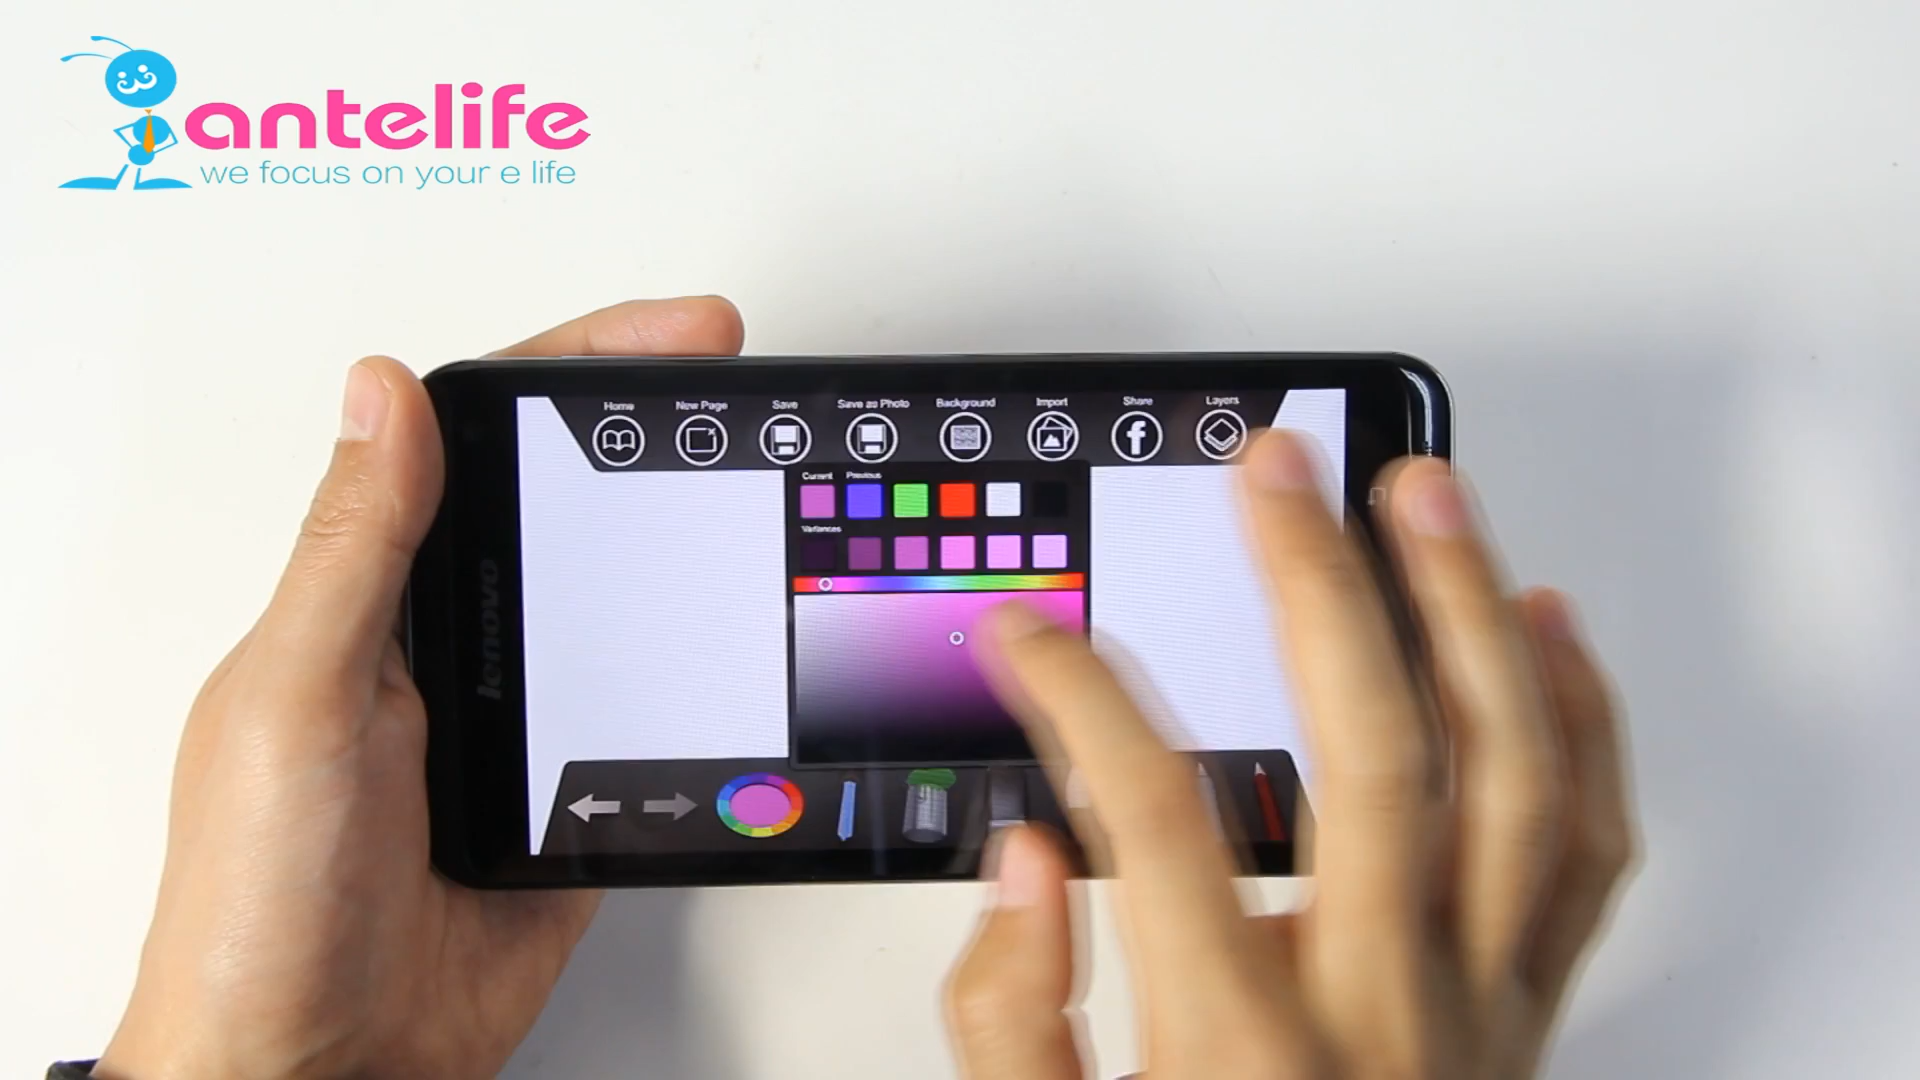 antelife
we focus on your e life
Home New Page Save Save as Photo Background Import Share Layers
Current Previous
Variances
lenovo